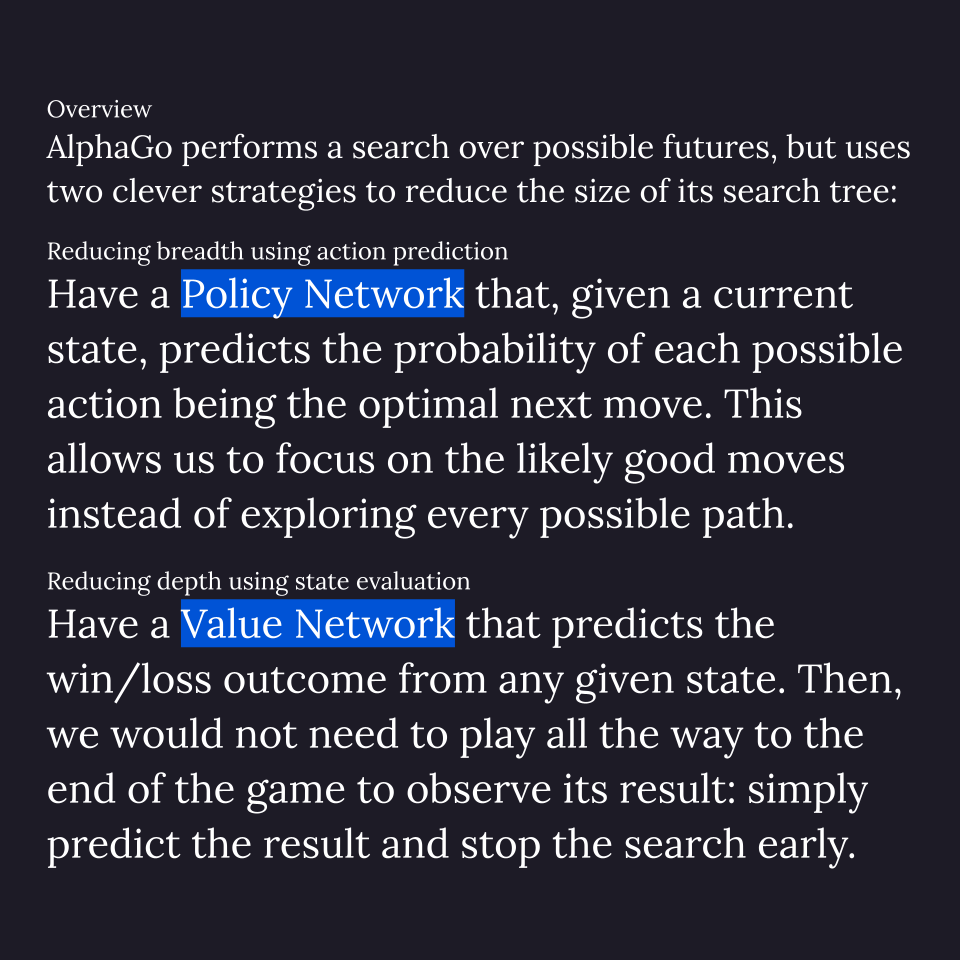 Overview
AlphaGo performs a search over possible futures, but uses
two clever strategies to reduce the size of its search tree:
Reducing breadth using action prediction
Have a Policy Network that, given a current
state, predicts the probability of each possible
action being the optimal next move. This
allows us to focus on the likely good moves
instead of exploring every possible path.
Reducing depth using state evaluation
Have a Value Network that predicts the
win/loss outcome from any given state. Then,
we would not need to play all the way to the
end of the game to observe its result: simply
predict the result and stop the search early.